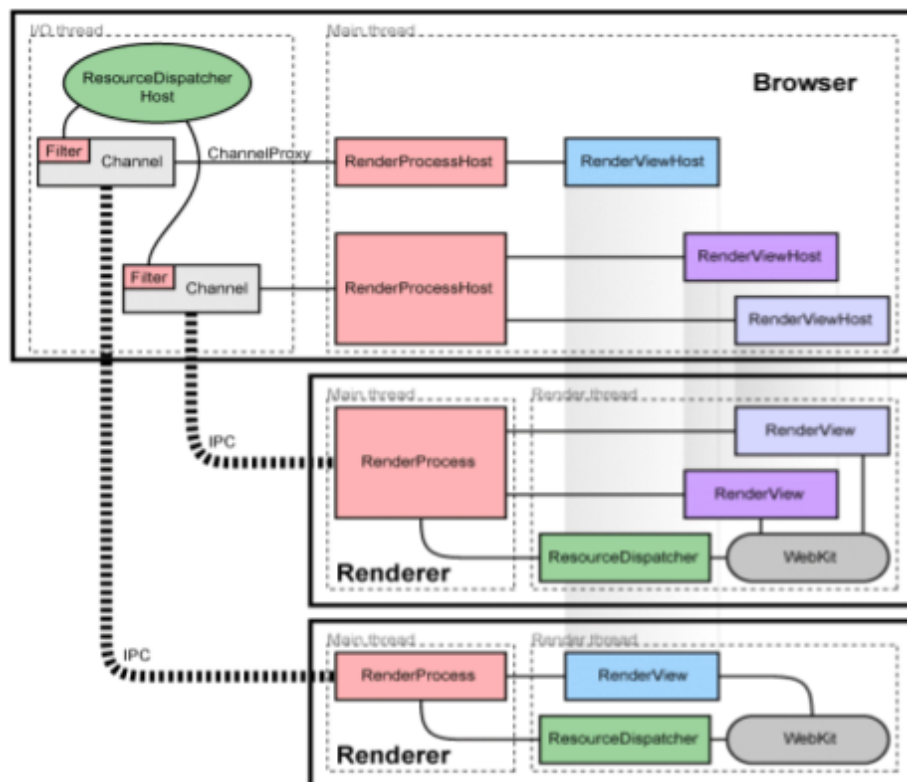 I/O thread
Main thread
ResourceDispatcher
Host
Browser
Filter
Channel
ChannelProxy
RenderProcessHost
RenderViewHost
Filter
Channel
RenderProcessHost
RenderViewHost
RenderViewHost
Main thread
Render thread
IPC
RenderProcess
RenderView
RenderView
ResourceDispatcher
WebKit
Renderer
Main thread
Render thread
IPC
RenderProcess
RenderView
ResourceDispatcher
WebKit
Renderer